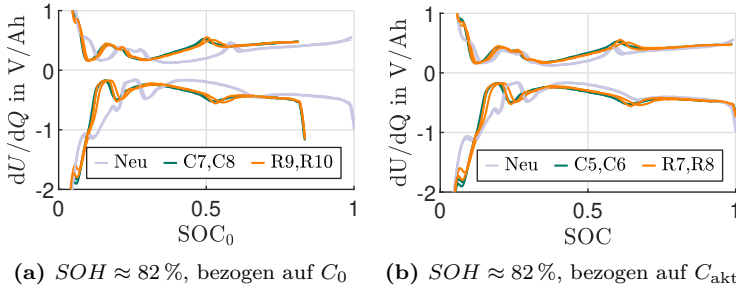 dU/dQ in V/Ah
1
0
-1
-2
Neu C7,C8 R9,R10
0 0.5 1
SOC₀
(a) SOH ≈ 82 %, bezogen auf C₀
dU/dQ in V/Ah
1
0
-1
-2
Neu C5,C6 R7,R8
0 0.5 1
SOC
(b) SOH ≈ 82 %, bezogen auf Cakt